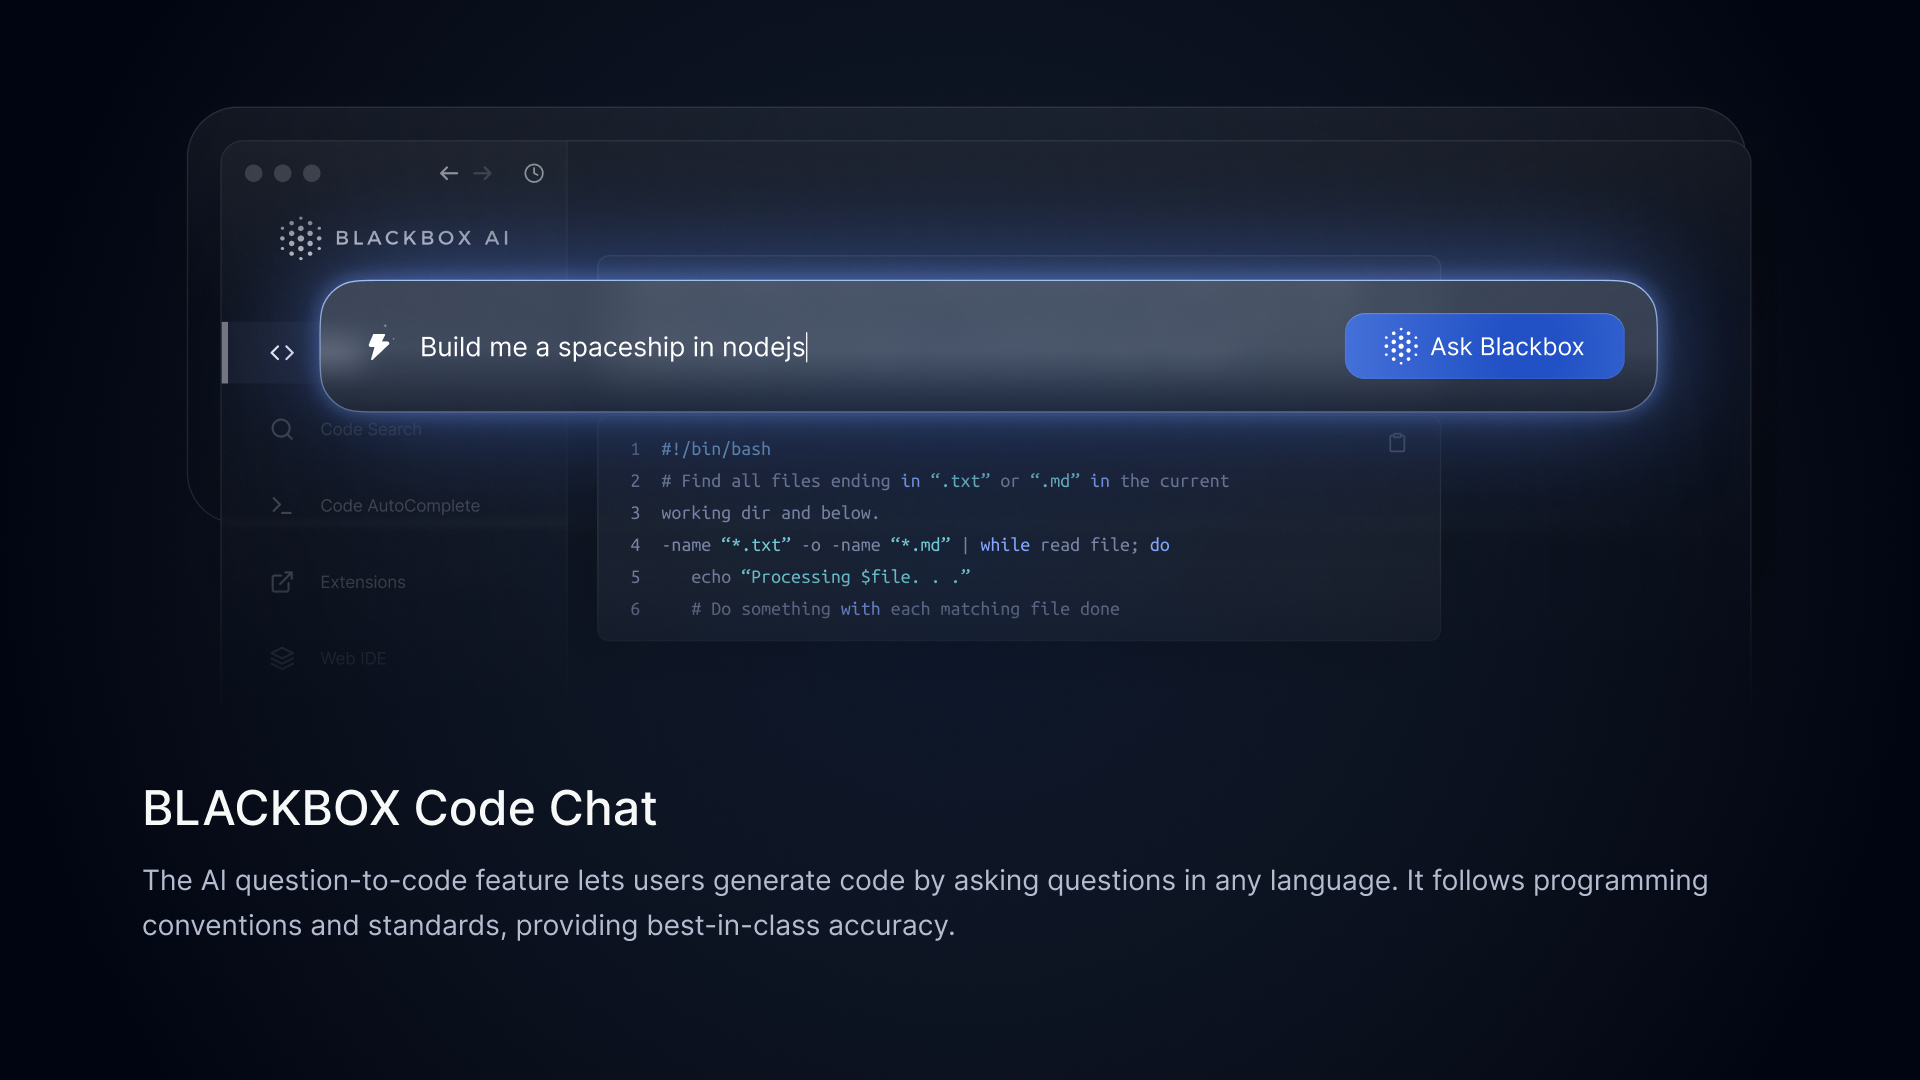 BLACKBOX AI
Build me a spaceship in nodejs
Ask Blackbox
Code Search
Code AutoComplete
Extensions
Web IDE
1 #!/bin/bash
2 # Find all files ending in “.txt” or “.md” in the current
3 working dir and below.
4 -name “*.txt” -o -name “*.md” | while read file; do
5 echo “Processing $file. . .”
6 # Do something with each matching file done
BLACKBOX Code Chat
The AI question-to-code feature lets users generate code by asking questions in any language. It follows programming
conventions and standards, providing best-in-class accuracy.